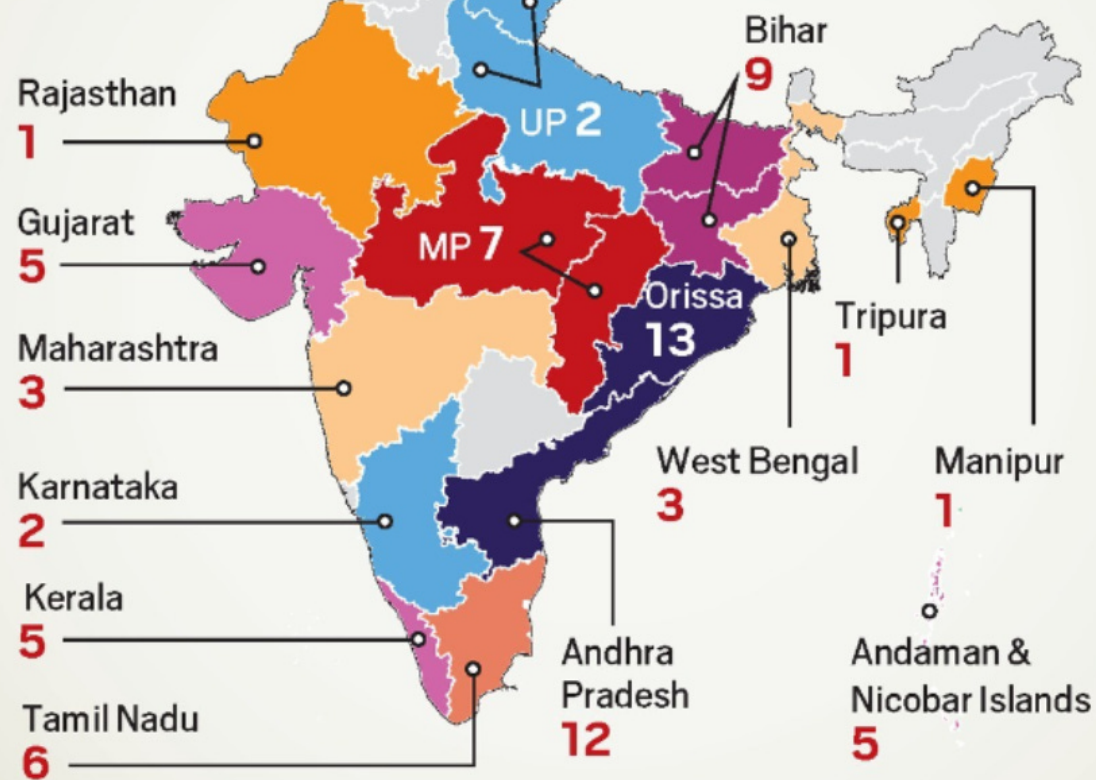 Bihar
9
Rajasthan
1
UP 2
Gujarat
5
MP 7
Orissa
13
Tripura
1
Maharashtra
3
West Bengal
3
Manipur
1
Karnataka
2
Kerala
5
Andhra
Pradesh
12
Andaman &
Nicobar Islands
5
Tamil Nadu
6